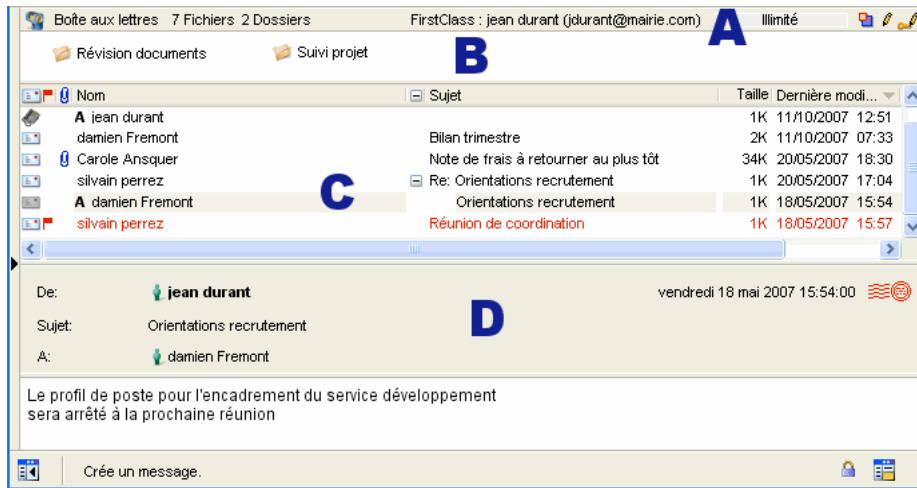 Boîte aux lettres 7 Fichiers 2 Dossiers FirstClass : jean durant (jdurant@mairie.com) A Illimité
Révision documents Suivi projet B
Nom Sujet Taille Dernière modi...
A jean durant 1K 11/10/2007 12:51
damien Fremont Bilan trimestre 2K 11/10/2007 07:33
Carole Ansquer Note de frais à retourner au plus tôt 34K 20/05/2007 18:30
silvain perrez Re: Orientations recrutement 1K 20/05/2007 17:04
C
A damien Fremont Orientations recrutement 1K 18/05/2007 15:54
silvain perrez Réunion de coordination 1K 18/05/2007 15:57
De: jean durant vendredi 18 mai 2007 15:54:00
Sujet: Orientations recrutement D
A: damien Fremont
Le profil de poste pour l'encadrement du service développement
sera arrêté à la prochaine réunion
Crée un message.